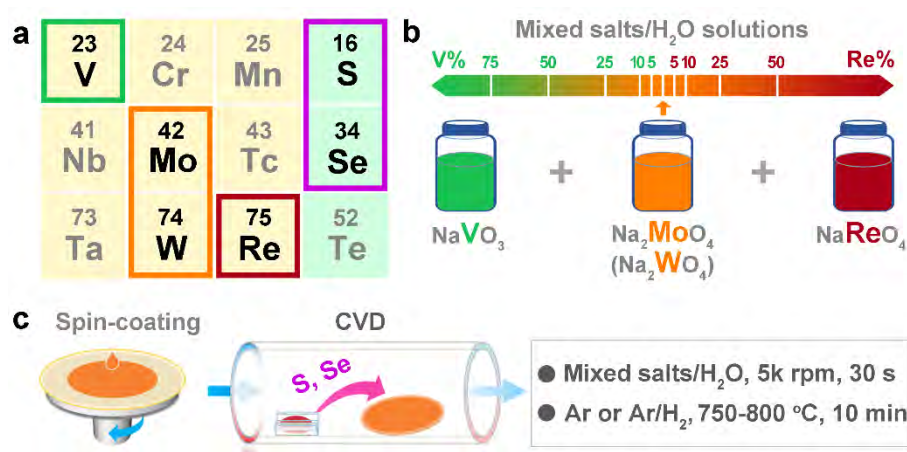 a
23 24 25 16
V Cr Mn S
41 42 43 34
Nb Mo Tc Se
73 74 75 52
Ta W Re Te
b
Mixed salts/H₂O solutions
V% 75 50 25 10 5 5 10 25 50 Re%
+ +
NaVO₃ Na₂MoO₄ NaReO₄
(Na₂WO₄)
c
Spin-coating CVD
S, Se
● Mixed salts/H₂O, 5k rpm, 30 s
● Ar or Ar/H₂, 750-800 °C, 10 min